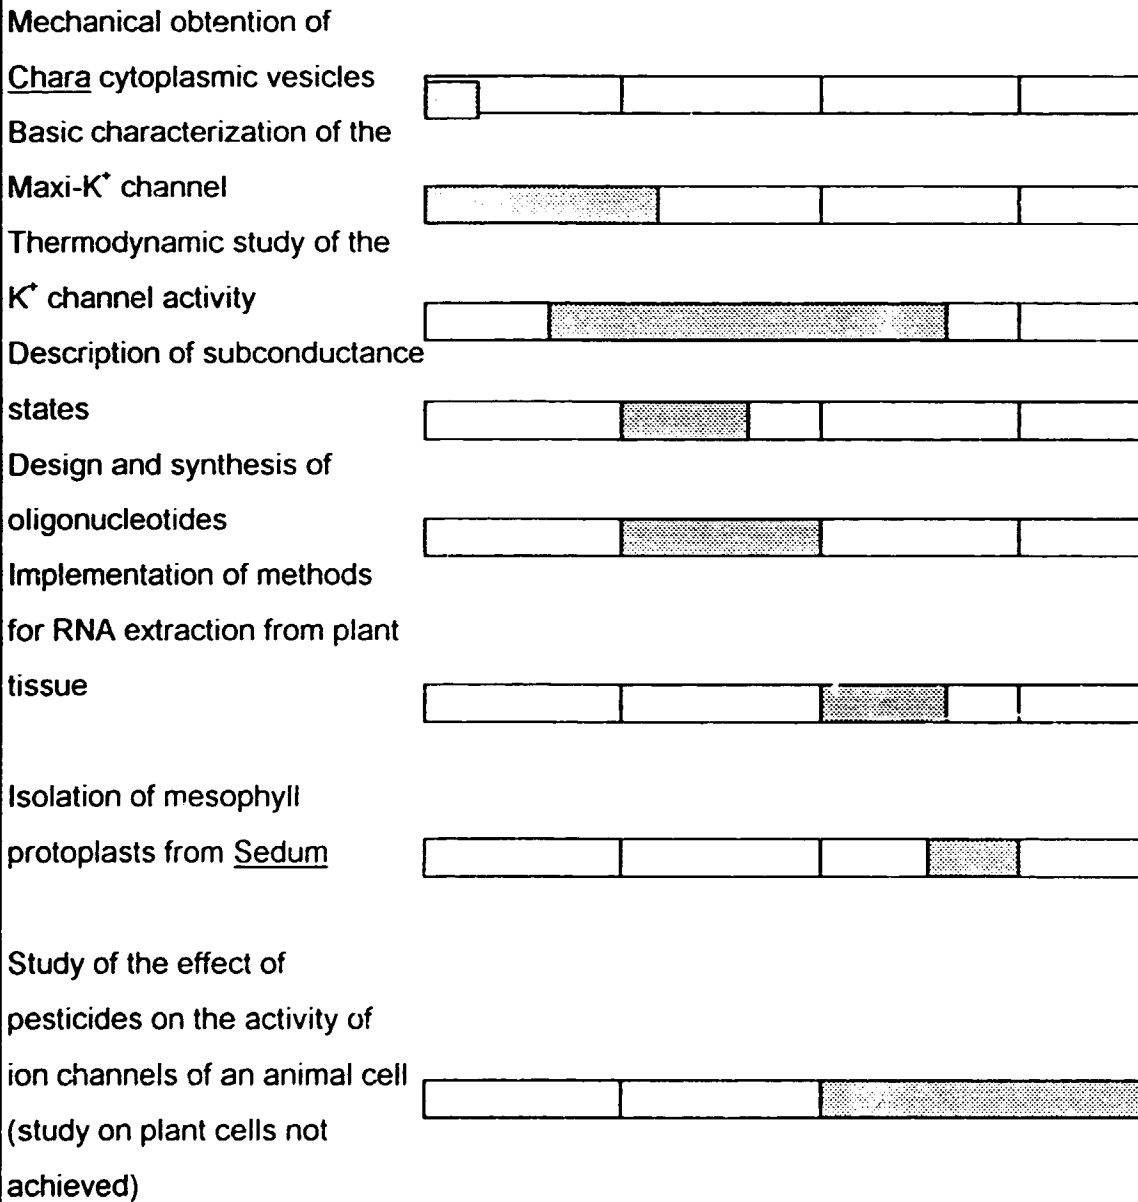 Mechanical obtention of
Chara cytoplasmic vesicles
Basic characterization of the
Maxi-K⁺ channel
Thermodynamic study of the
K⁺ channel activity
Description of subconductance
states
Design and synthesis of
oligonucleotides
Implementation of methods
for RNA extraction from plant
tissue
Isolation of mesophyll
protoplasts from Sedum
Study of the effect of
pesticides on the activity of
ion channels of an animal cell
(study on plant cells not
achieved)